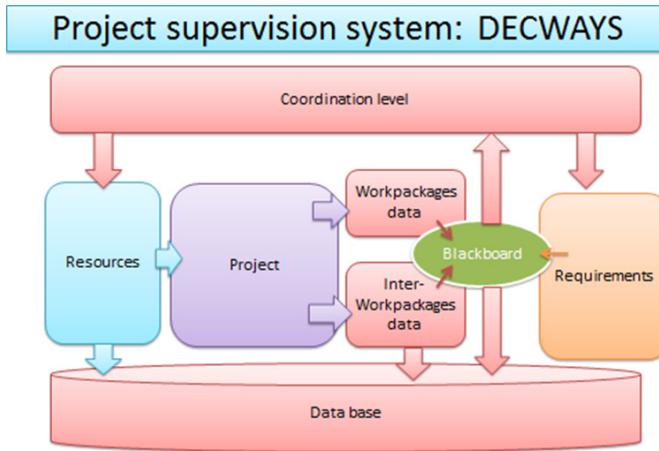 Project supervision system: DECWAYS
Coordination level
Resources
Project
Workpackages
data
Inter-
Workpackages
data
Blackboard
Requirements
Data base